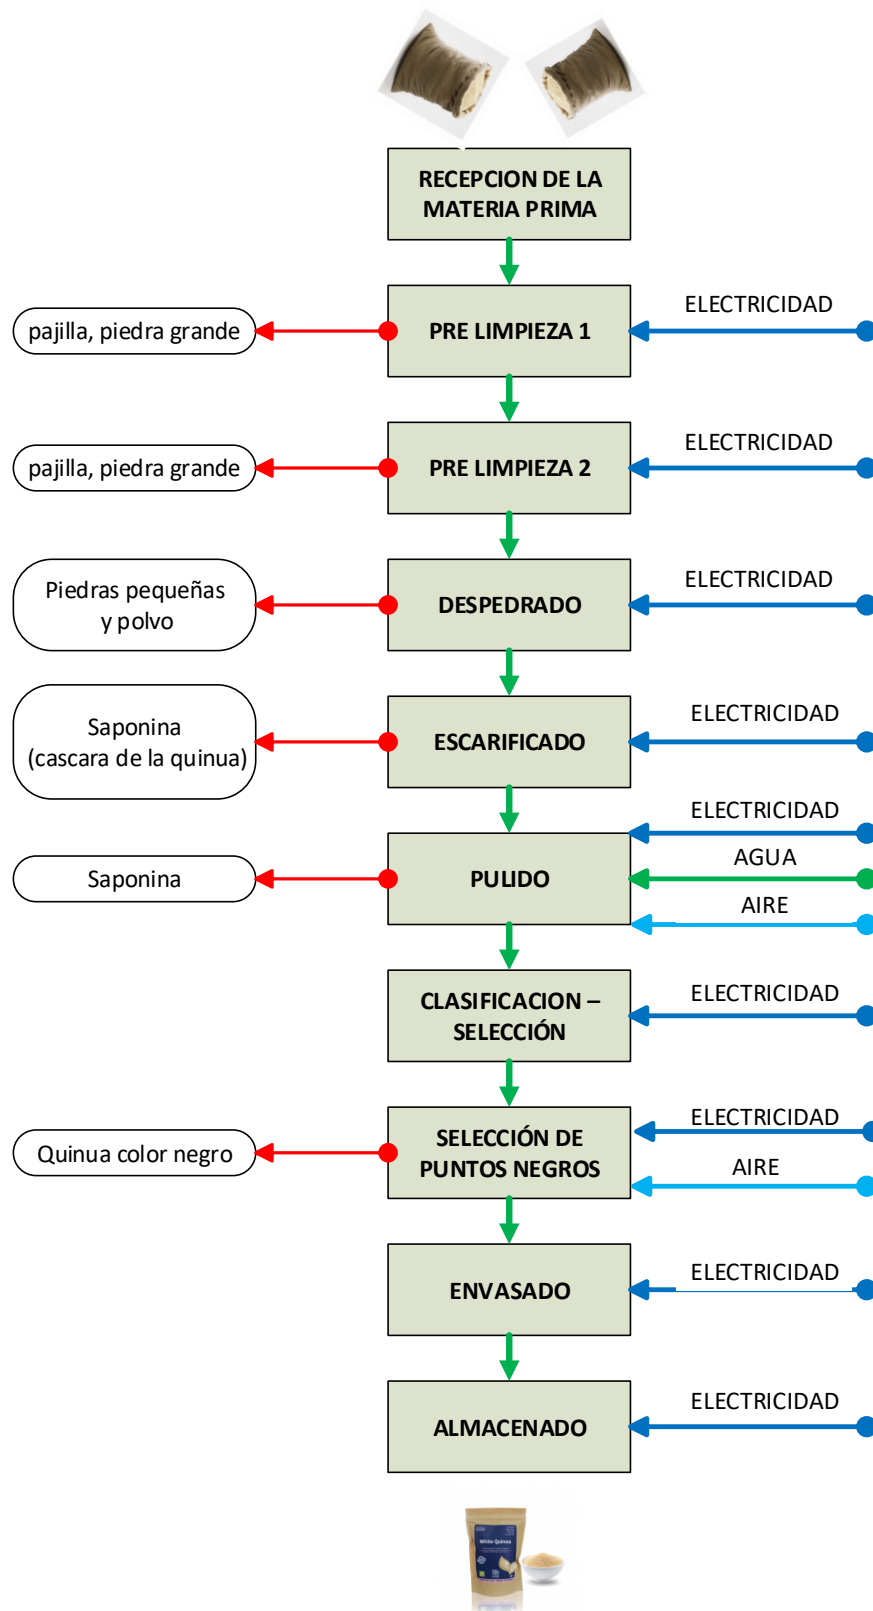 RECEPCION DE LA
MATERIA PRIMA
pajilla, piedra grande
PRE LIMPIEZA 1
ELECTRICIDAD
pajilla, piedra grande
PRE LIMPIEZA 2
ELECTRICIDAD
Piedras pequeñas
y polvo
DESPEDRADO
ELECTRICIDAD
Saponina
(cascara de la quinua)
ESCARIFICADO
ELECTRICIDAD
Saponina
PULIDO
ELECTRICIDAD
AGUA
AIRE
CLASIFICACION –
SELECCIÓN
ELECTRICIDAD
Quinua color negro
SELECCIÓN DE
PUNTOS NEGROS
ELECTRICIDAD
AIRE
ENVASADO
ELECTRICIDAD
ALMACENADO
ELECTRICIDAD
White Quinoa